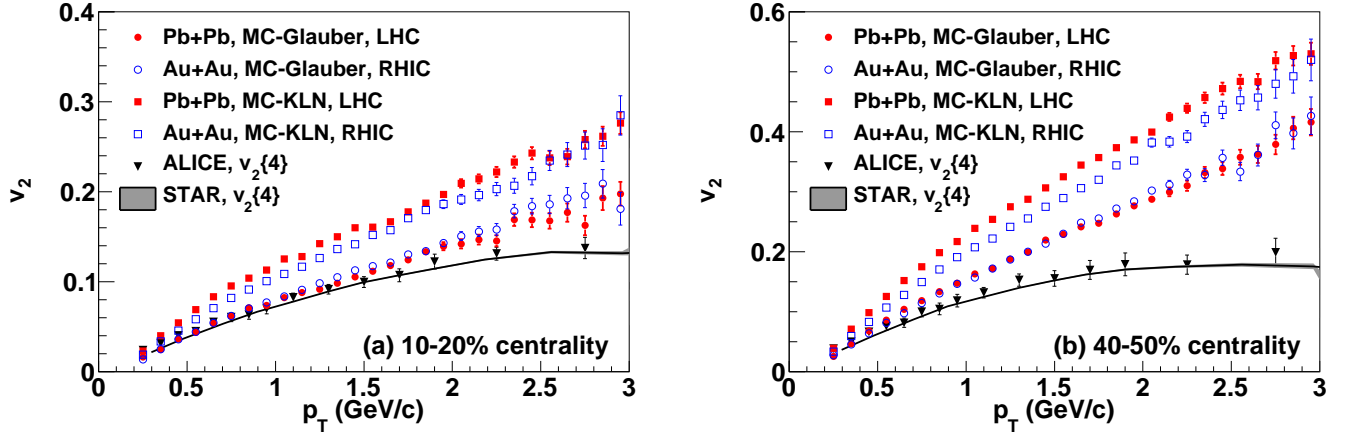 0.4
Pb+Pb, MC-Glauber, LHC
Au+Au, MC-Glauber, RHIC
0.3
Pb+Pb, MC-KLN, LHC
Au+Au, MC-KLN, RHIC
ALICE, v2{4}
v2
0.2
STAR, v2{4}
0.1
(a) 10-20% centrality
0
0 0.5 1 1.5 2 2.5 3
pT (GeV/c)
0.6
Pb+Pb, MC-Glauber, LHC
Au+Au, MC-Glauber, RHIC
Pb+Pb, MC-KLN, LHC
0.4
Au+Au, MC-KLN, RHIC
ALICE, v2{4}
v2
STAR, v2{4}
0.2
(b) 40-50% centrality
0
0 0.5 1 1.5 2 2.5 3
pT (GeV/c)